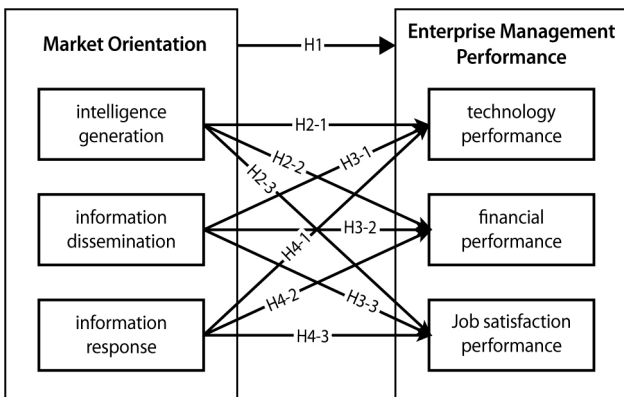 Market Orientation
H1
Enterprise Management
Performance
intelligence
generation
H2-1
H2-2
H2-3
technology
performance
information
dissemination
H3-1
H3-2
H3-3
financial
performance
information
response
H4-1
H4-2
H4-3
Job satisfaction
performance